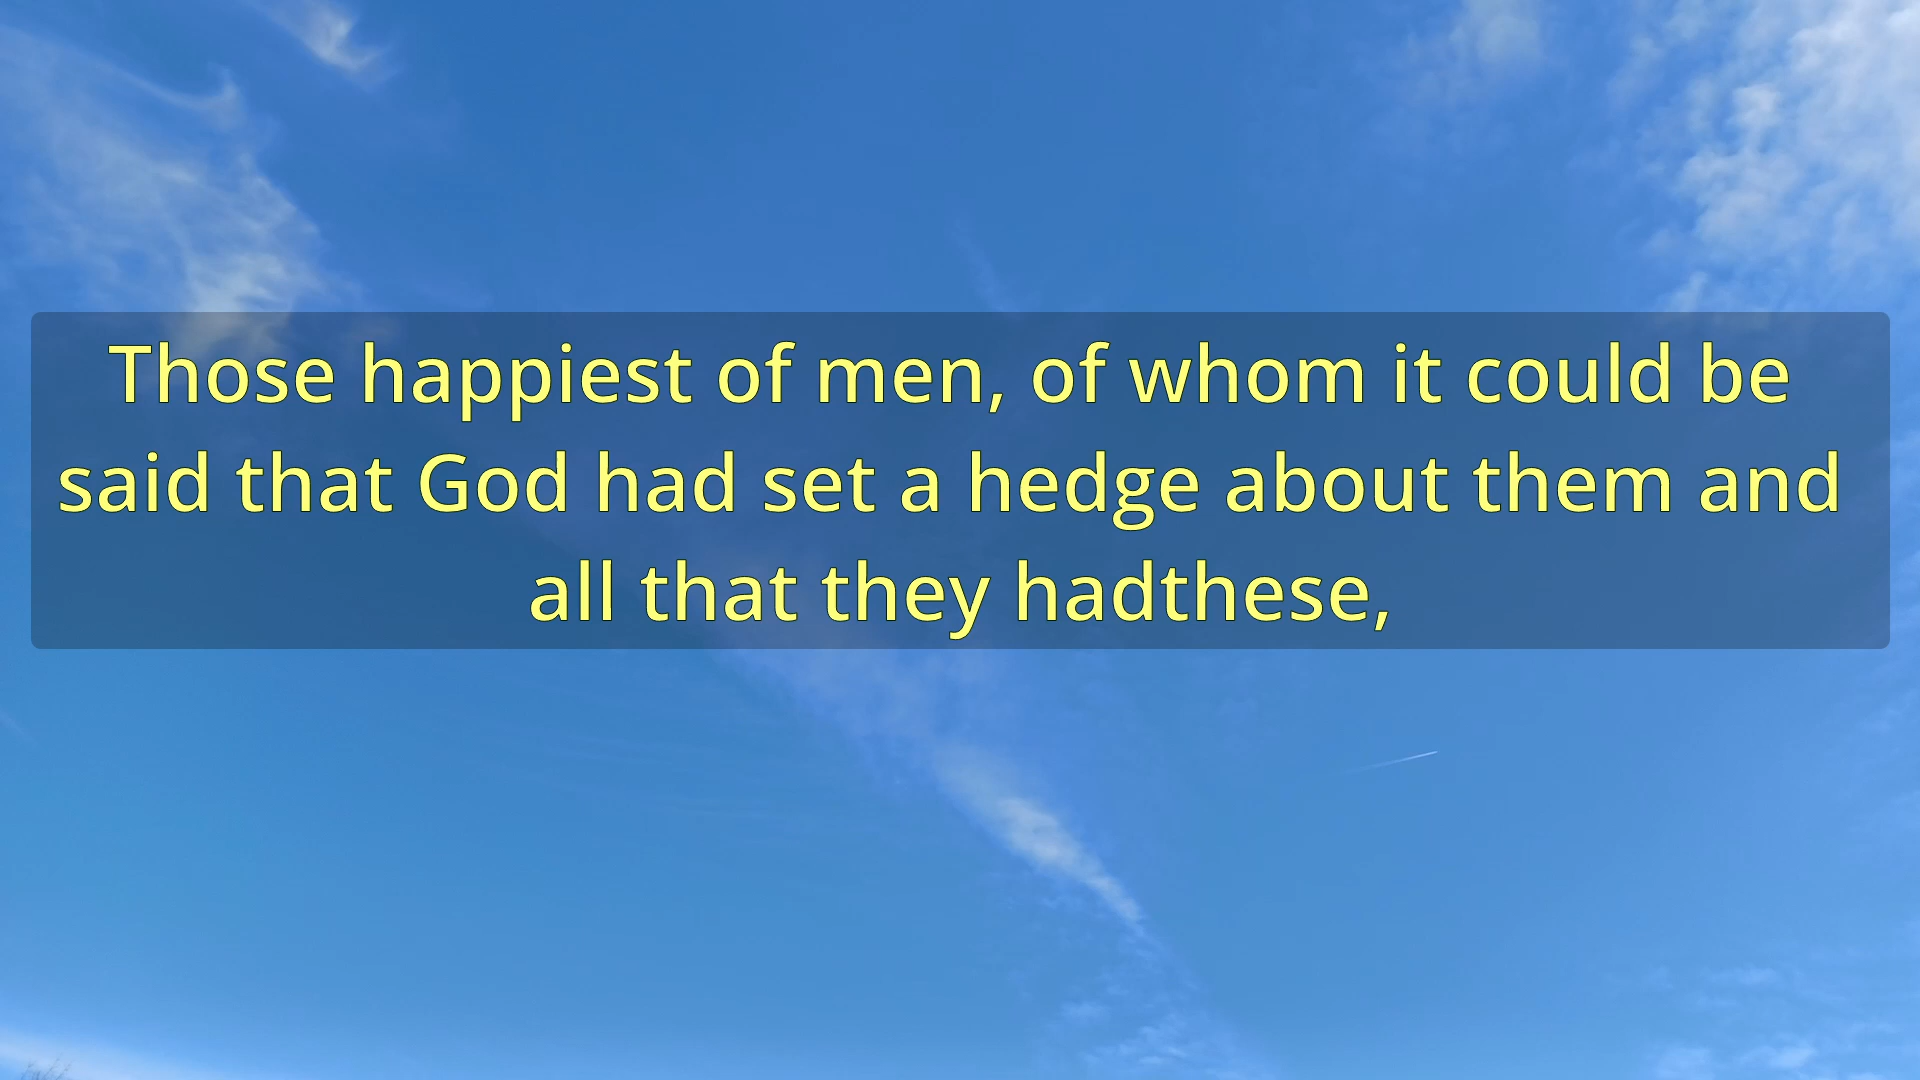 Those happiest of men, of whom it could be
said that God had set a hedge about them and
all that they hadthese,